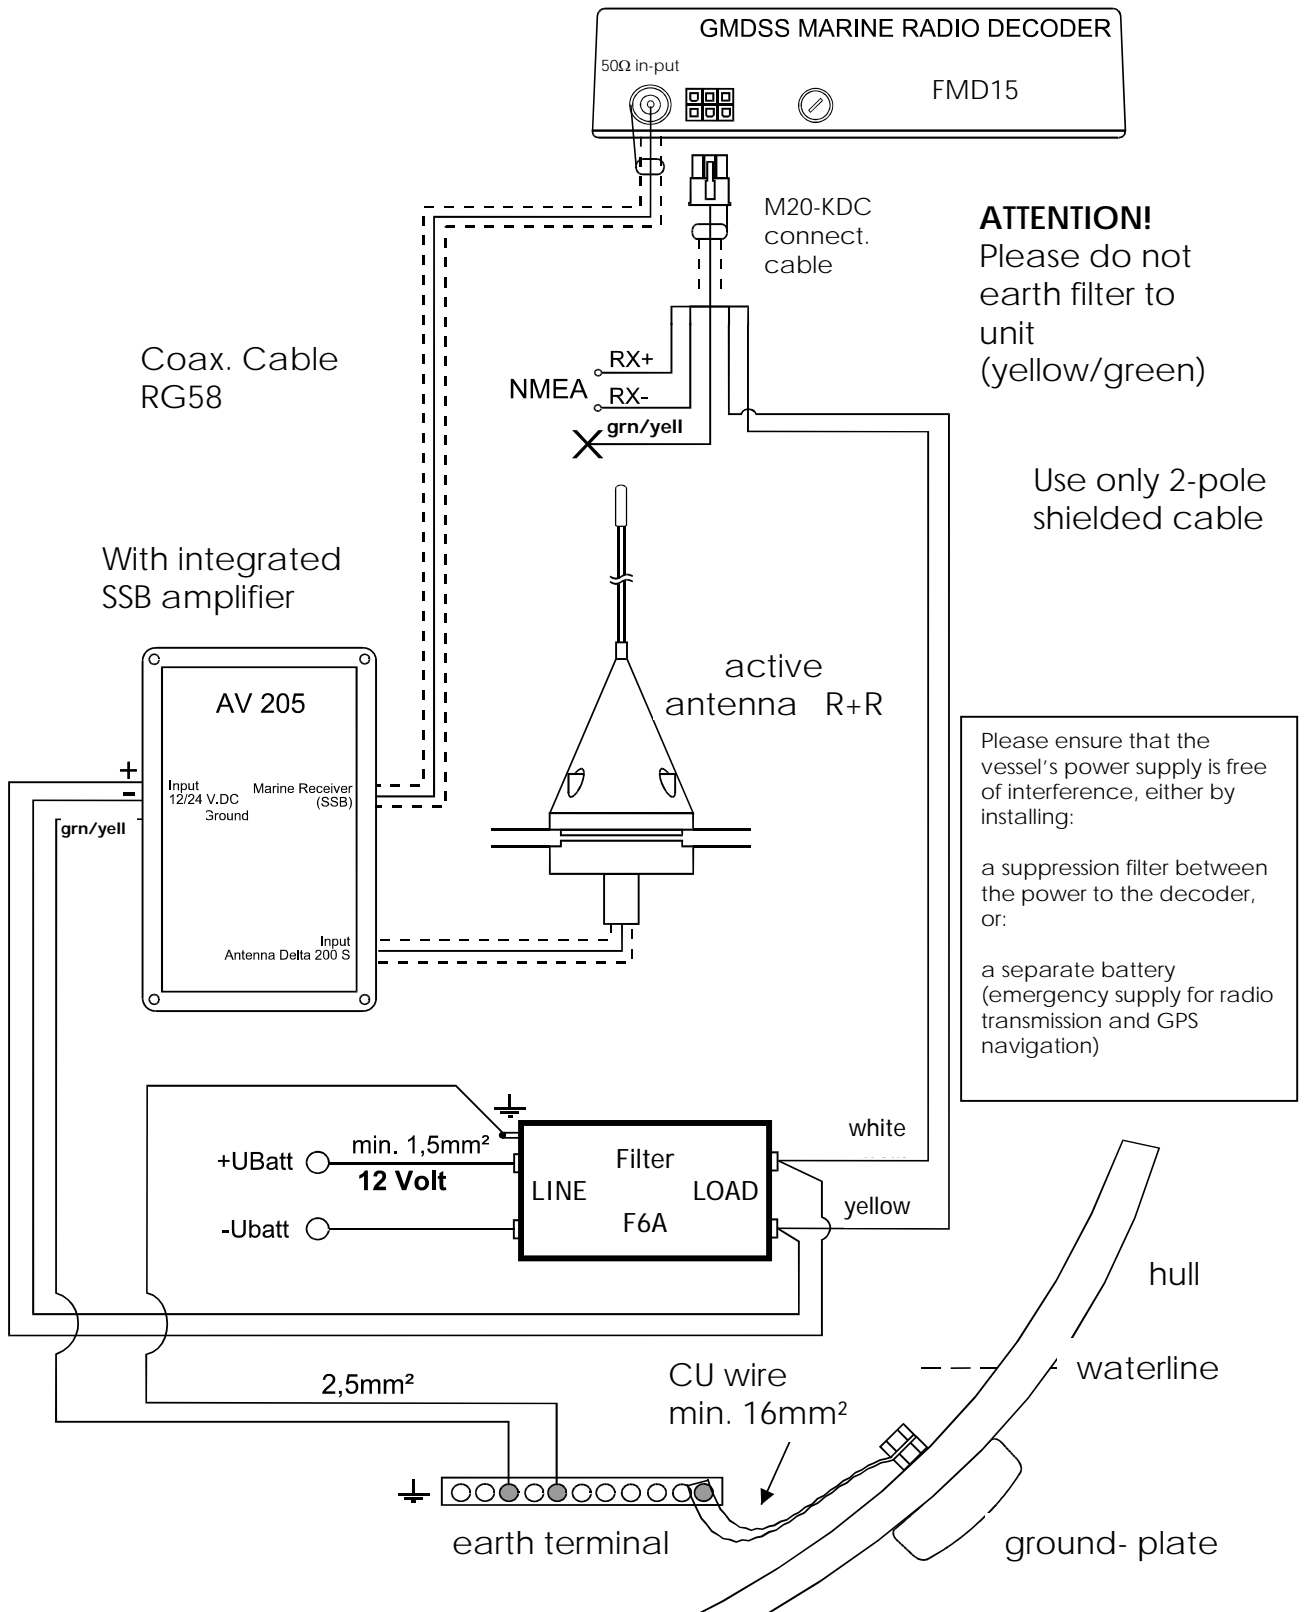 GMDSS MARINE RADIO DECODER
50Ω in-put
FMD15
M20-KDC
connect.
cable
ATTENTION!
Please do not
earth filter to
unit
(yellow/green)
Coax. Cable
RG58
RX+
NMEA
RX-
grn/yell
Use only 2-pole
shielded cable
With integrated
SSB amplifier
active
antenna R+R
AV 205
+
-
Input
12/24 V.DC
Ground
Marine Receiver
(SSB)
grn/yell
Input
Antenna Delta 200 S
Please ensure that the
vessel's power supply is free
of interference, either by
installing:
a suppression filter between
the power to the decoder,
or:
a separate battery
(emergency supply for radio
transmission and GPS
navigation)
min. 1,5mm²
+UBatt
12 Volt
-Ubatt
Filter
LINE
LOAD
F6A
white
yellow
hull
waterline
2,5mm²
CU wire
min. 16mm²
earth terminal
ground- plate